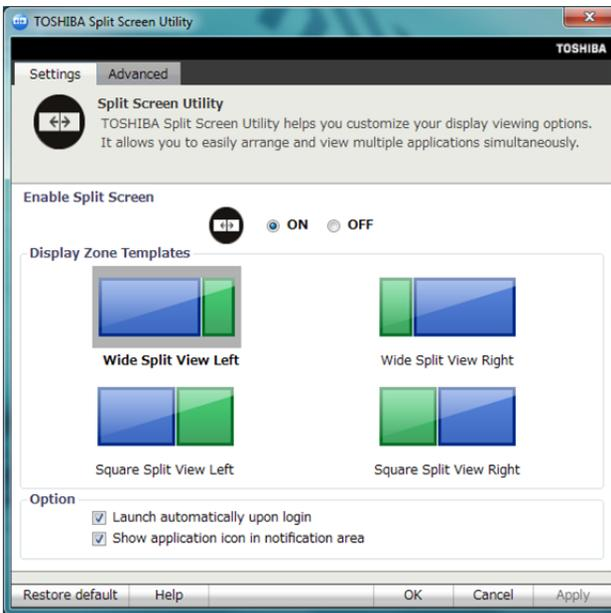 TOSHIBA Split Screen Utility
TOSHIBA
Settings Advanced
Split Screen Utility
TOSHIBA Split Screen Utility helps you customize your display viewing options.
It allows you to easily arrange and view multiple applications simultaneously.
Enable Split Screen
ON OFF
Display Zone Templates
Wide Split View Left Wide Split View Right
Square Split View Left Square Split View Right
Option
Launch automatically upon login
Show application icon in notification area
Restore default Help OK Cancel Apply